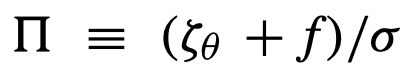 Π ≡ (ζ_θ + f)/σ